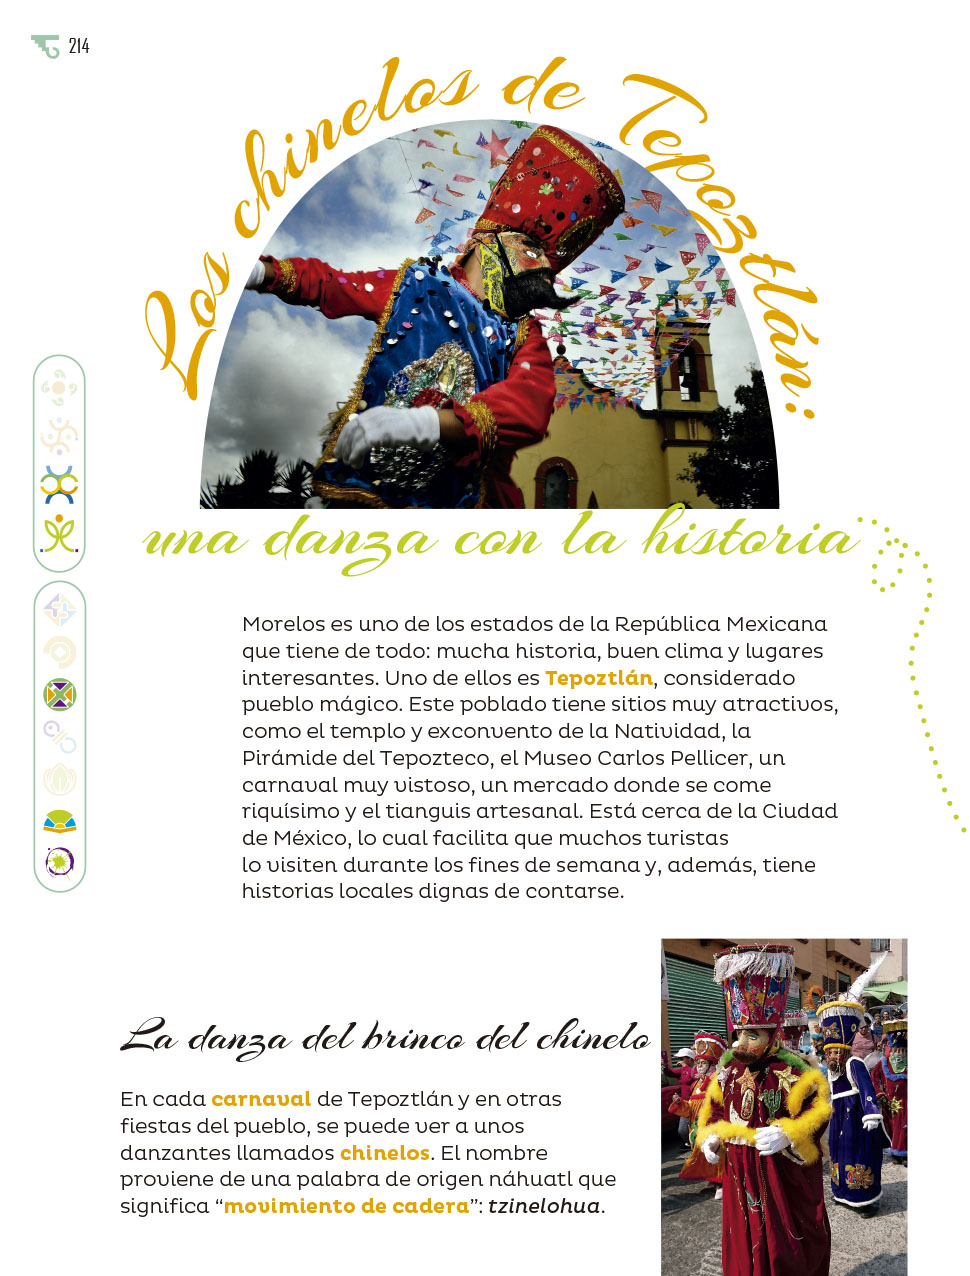 214
Los chinelos de Tepoztlán:
una danza con la historia
Morelos es uno de los estados de la República Mexicana
que tiene de todo: mucha historia, buen clima y lugares
interesantes. Uno de ellos es Tepoztlán, considerado
pueblo mágico. Este poblado tiene sitios muy atractivos,
como el templo y exconvento de la Natividad, la
Pirámide del Tepozteco, el Museo Carlos Pellicer, un
carnaval muy vistoso, un mercado donde se come
riquísimo y el tianguis artesanal. Está cerca de la Ciudad
de México, lo cual facilita que muchos turistas
lo visiten durante los fines de semana y, además, tiene
historias locales dignas de contarse.
La danza del brinco del chinelo
En cada carnaval de Tepoztlán y en otras
fiestas del pueblo, se puede ver a unos
danzantes llamados chinelos. El nombre
proviene de una palabra de origen náhuatl que
significa “movimiento de cadera”: tzinelohua.